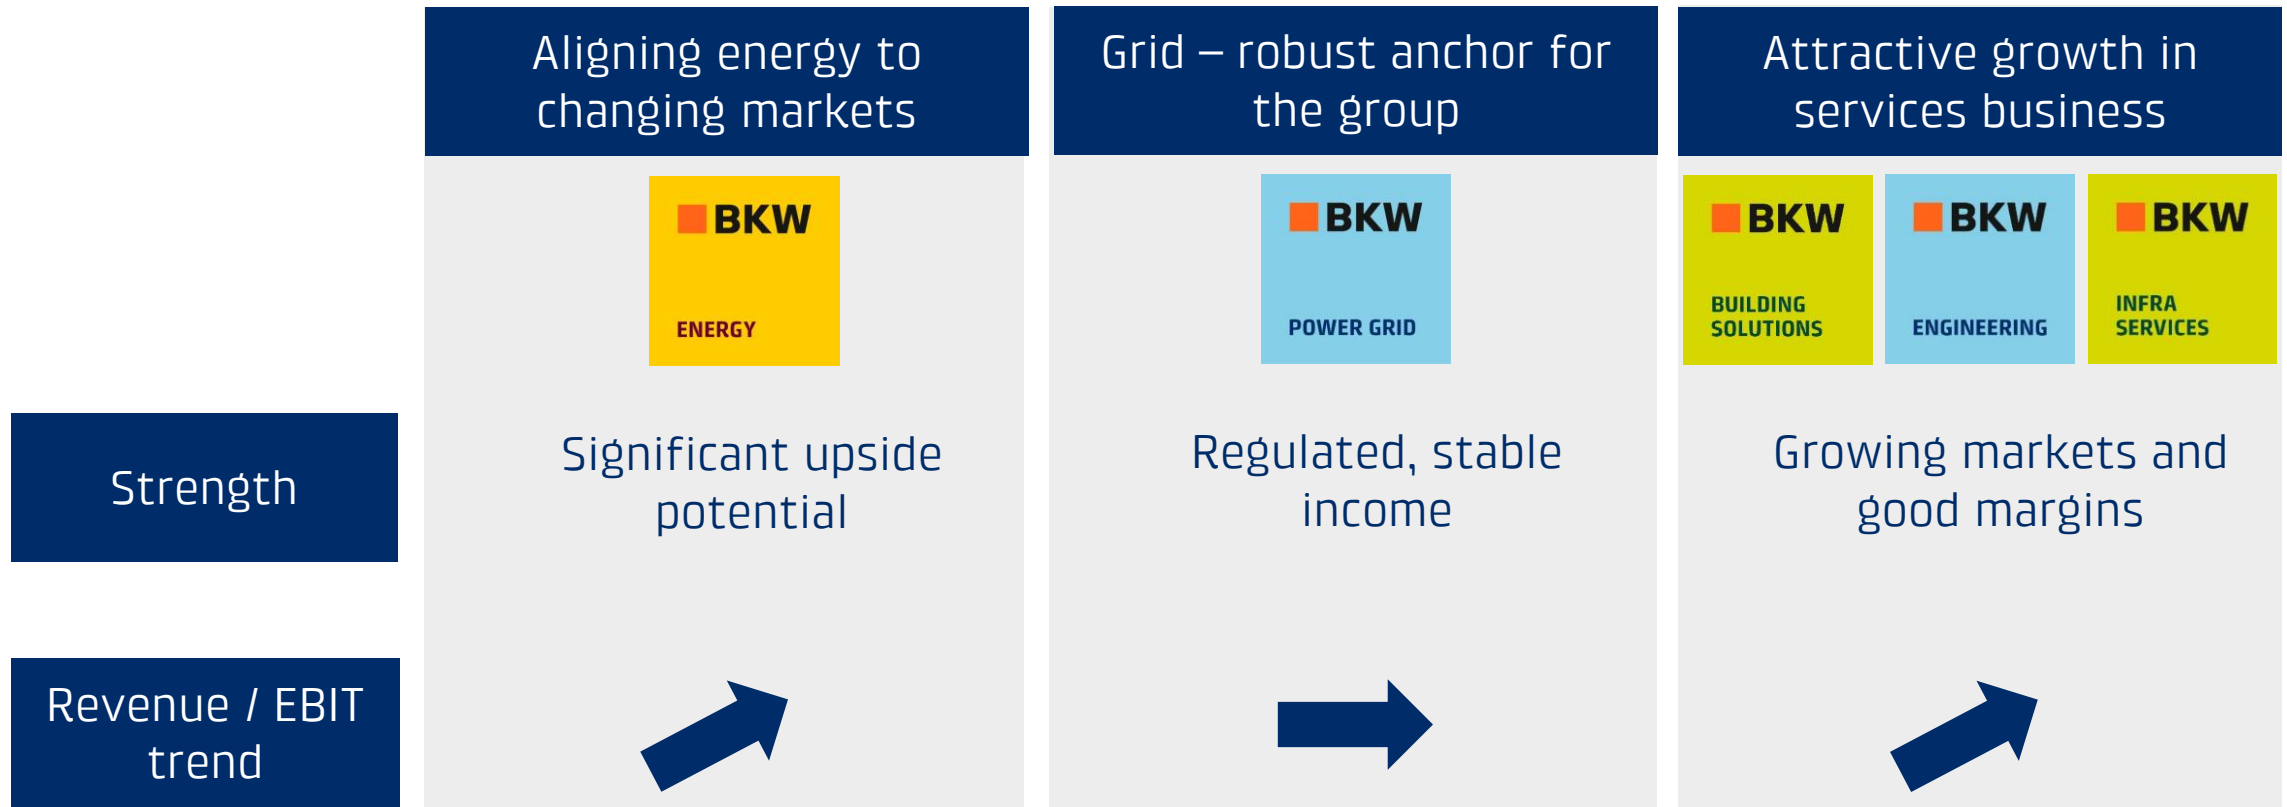 Aligning energy to
changing markets
Grid – robust anchor for
the group
Attractive growth in
services business
BKW
ENERGY
BKW
POWER GRID
BKW
BUILDING
SOLUTIONS
BKW
ENGINEERING
BKW
INFRA
SERVICES
Strength
Significant upside
potential
Regulated, stable
income
Growing markets and
good margins
Revenue / EBIT
trend